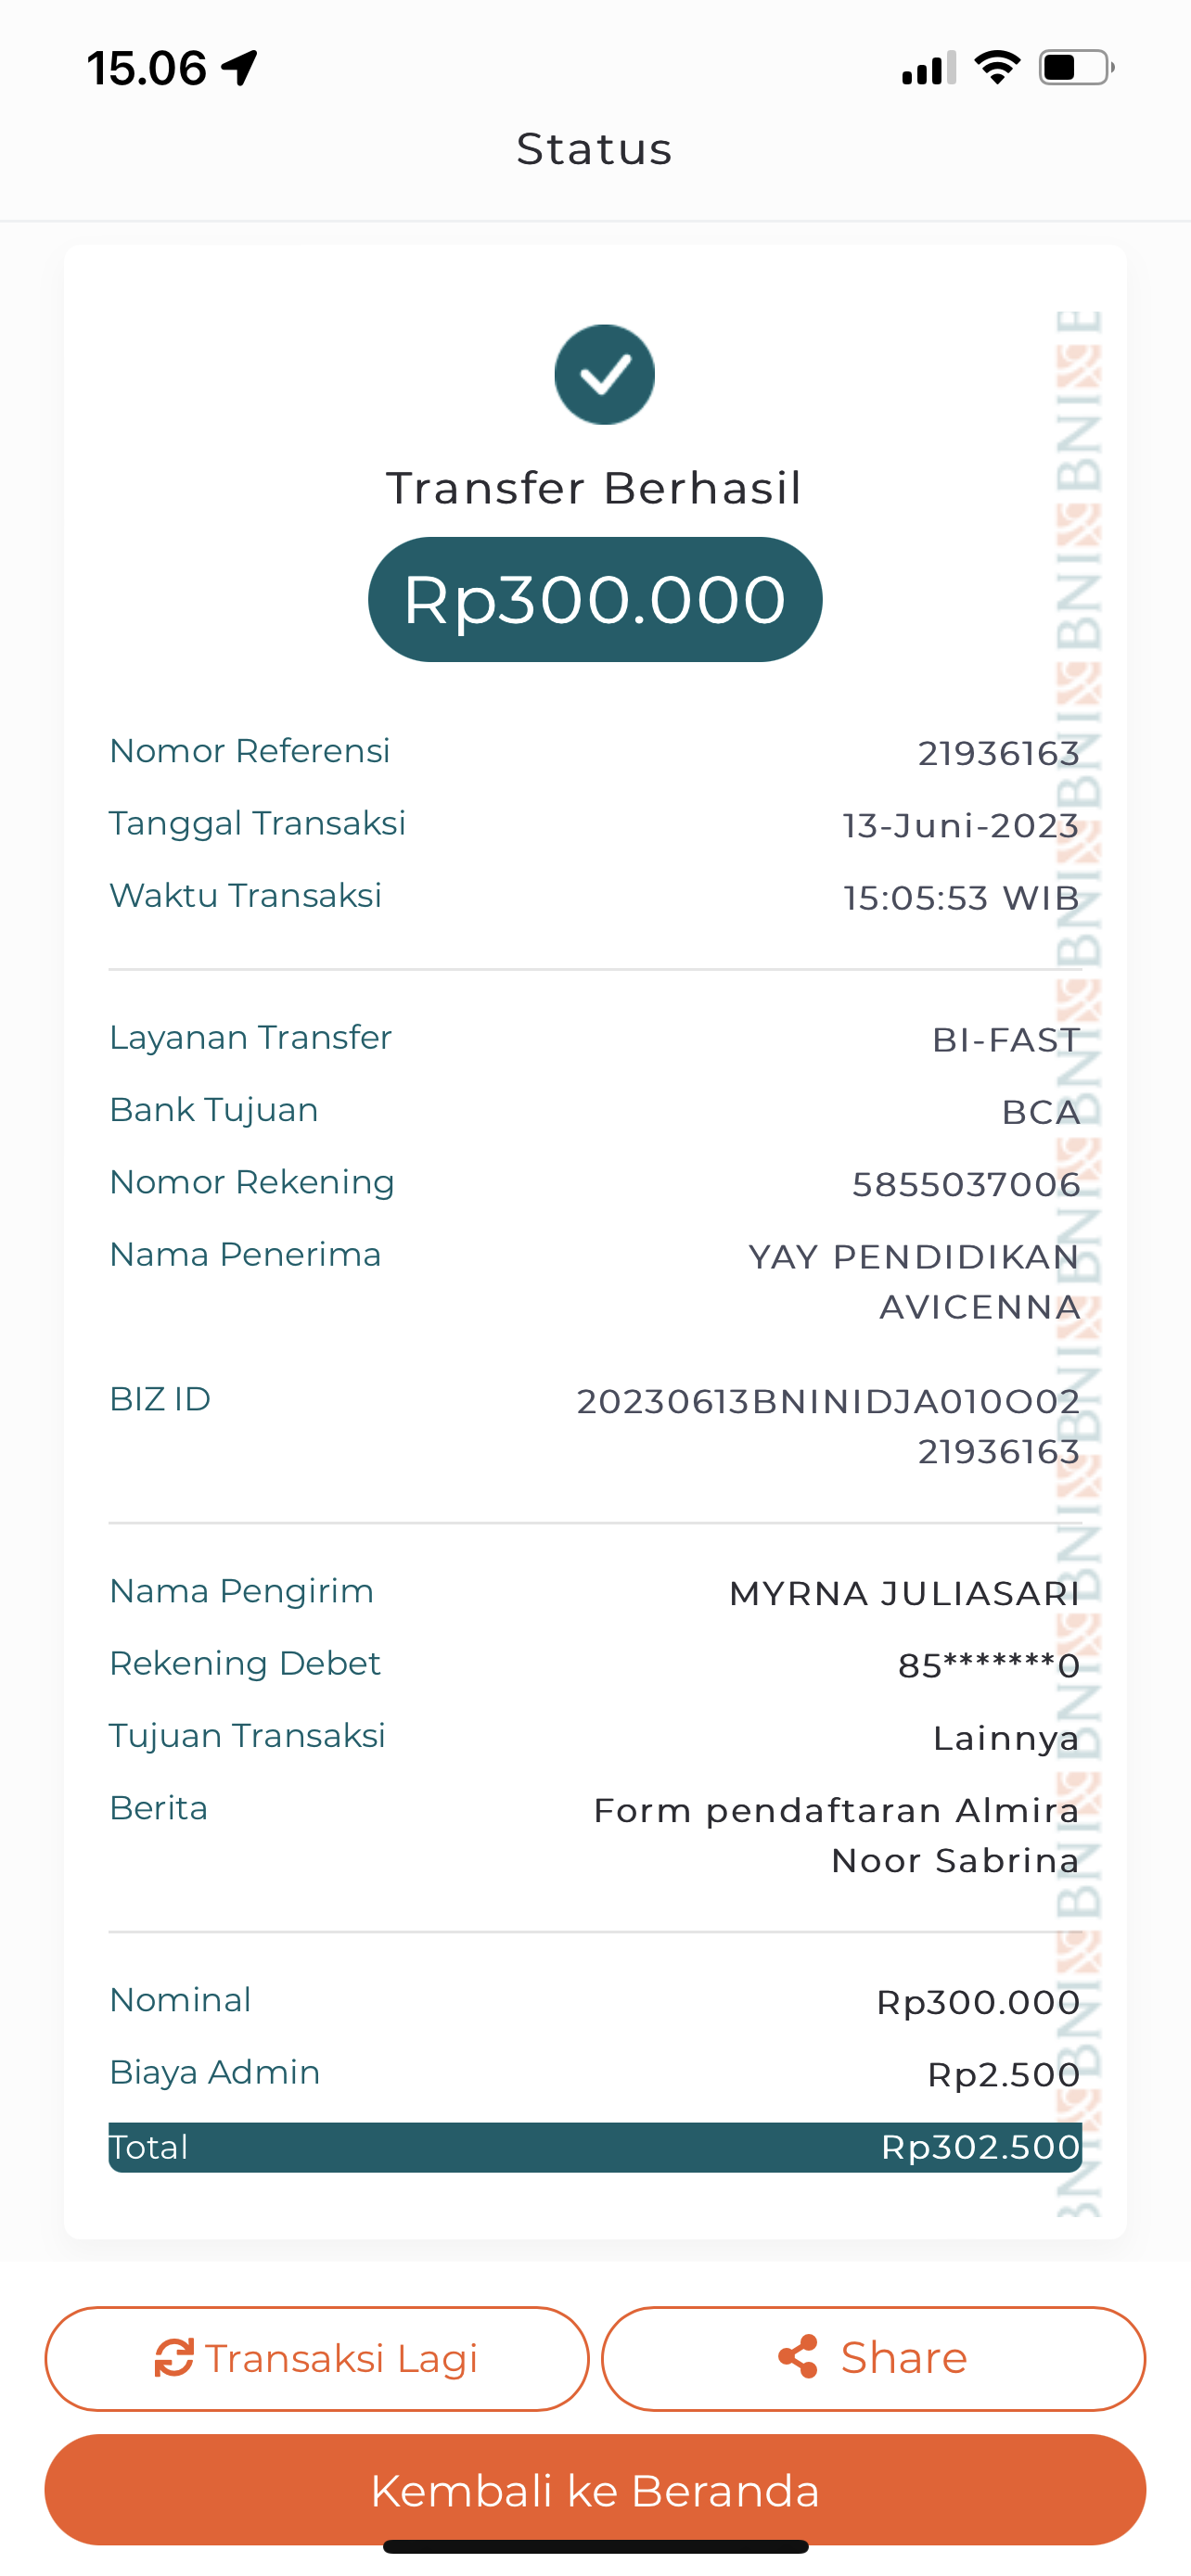 15.06
Status
Transfer Berhasil
Rp300.000
Nomor Referensi 21936163
Tanggal Transaksi 13-Juni-2023
Waktu Transaksi 15:05:53 WIB
Layanan Transfer BI-FAST
Bank Tujuan BCA
Nomor Rekening 5855037006
Nama Penerima YAY PENDIDIKAN
AVICENNA
BIZ ID 20230613BNINIDJA010O02
21936163
Nama Pengirim MYRNA JULIASARI
Rekening Debet 85*******0
Tujuan Transaksi Lainnya
Berita Form pendaftaran Almira
Noor Sabrina
Nominal Rp300.000
Biaya Admin Rp2.500
Total Rp302.500
BNI BNI BNI BNI BNI BNI BNI BNI BNI BNI BNI BNI
Transaksi Lagi
Share
Kembali ke Beranda